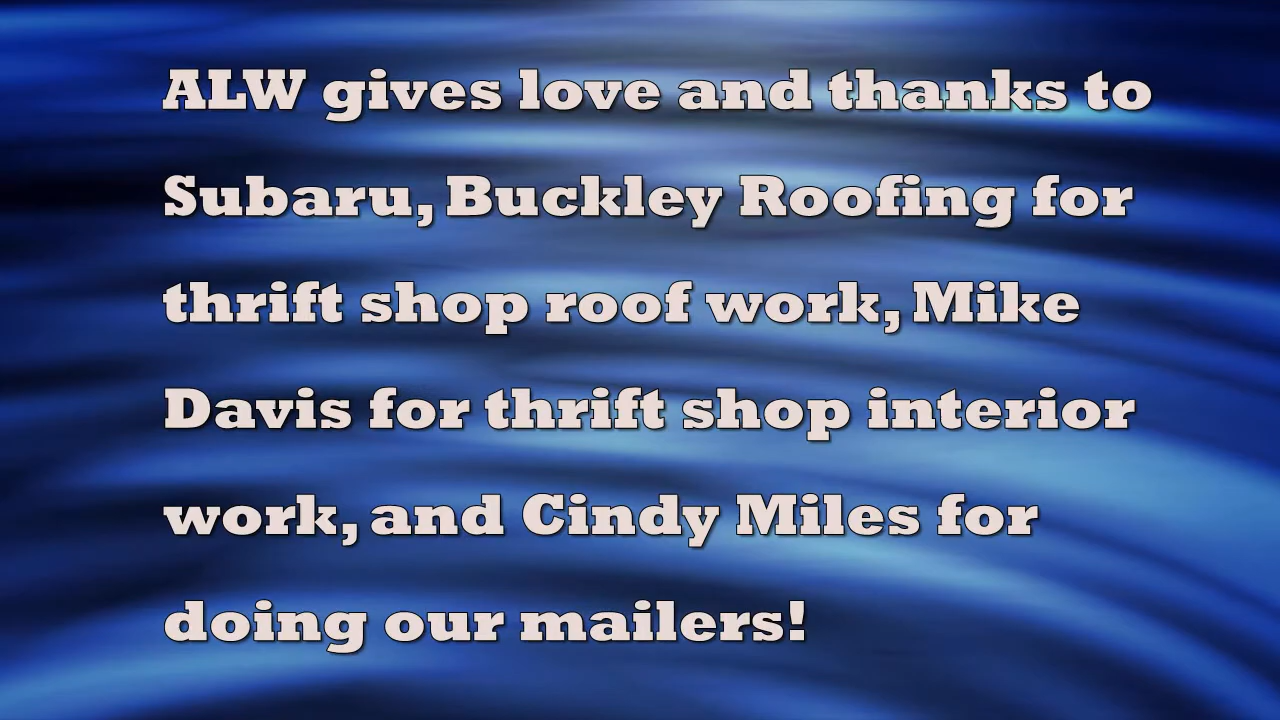 ALW gives love and thanks to
Subaru, Buckley Roofing for
thrift shop roof work, Mike
Davis for thrift shop interior
work, and Cindy Miles for
doing our mailers!